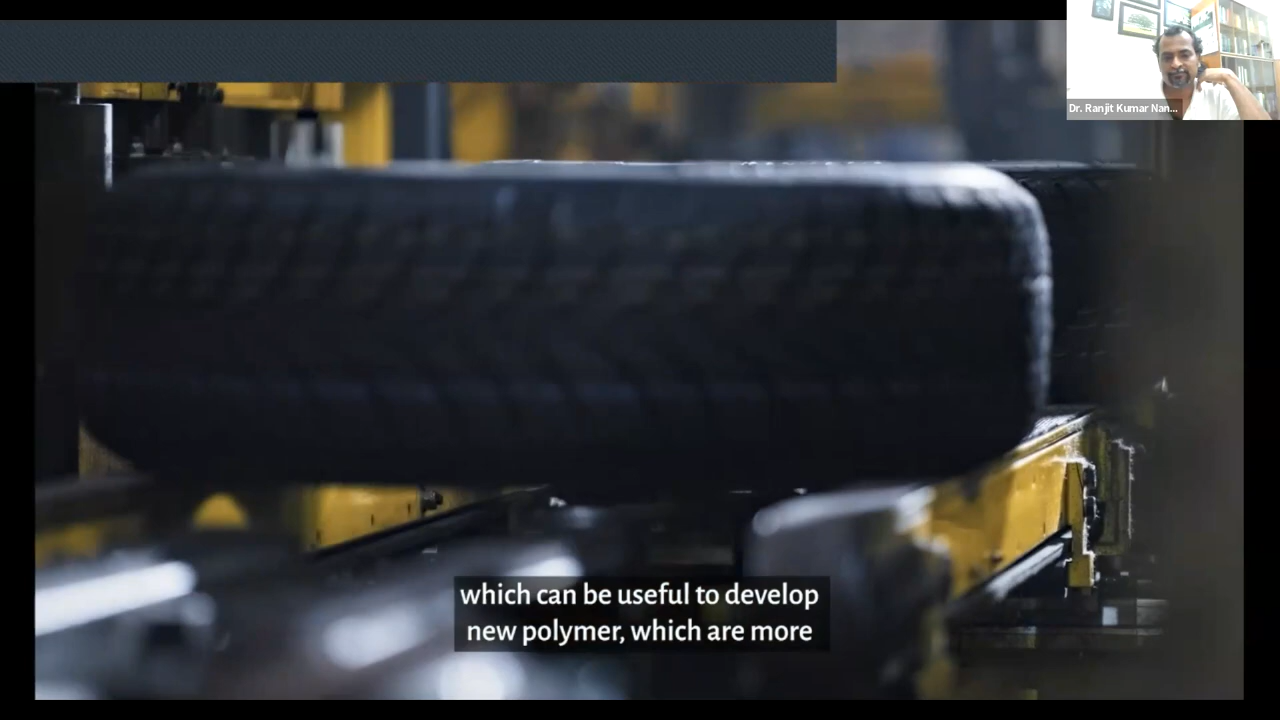 Dr. Ranjit Kumar Nan...
which can be useful to develop
new polymer, which are more